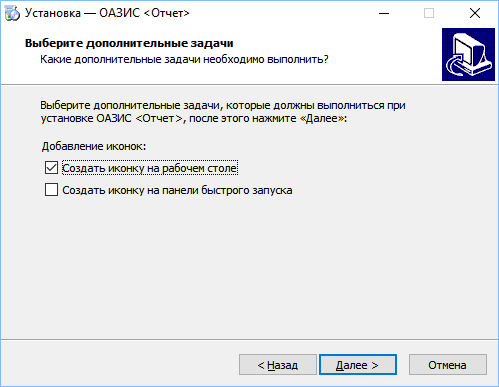 Установка — ОАЗИС <Отчет>
Выберите дополнительные задачи
Какие дополнительные задачи необходимо выполнить?
Выберите дополнительные задачи, которые должны выполниться при
установке ОАЗИС <Отчет>, после этого нажмите «Далее»:
Добавление иконок:
Создать иконку на рабочем столе
Создать иконку на панели быстрого запуска
< Назад
Далее >
Отмена